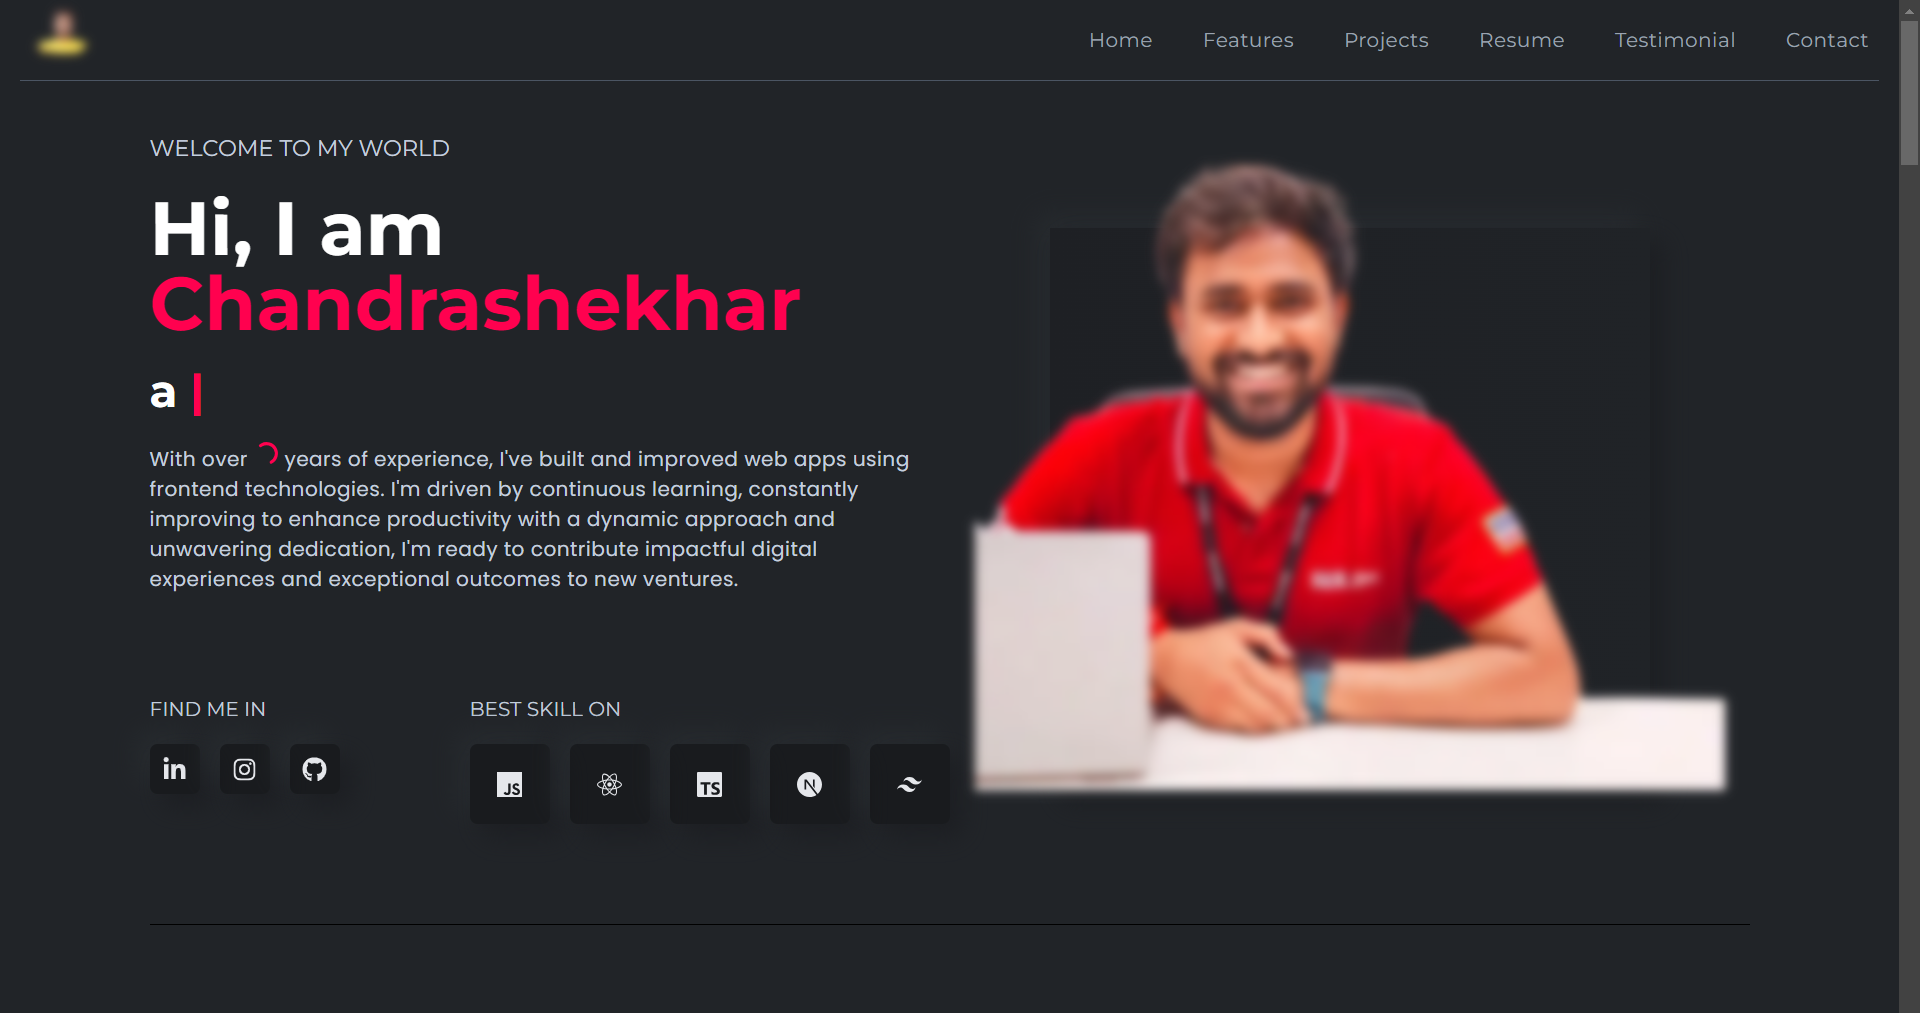 Home Features Projects Resume Testimonial Contact
WELCOME TO MY WORLD
Hi, I am
Chandrashekhar
a
With over years of experience, I've built and improved web apps using
frontend technologies. I'm driven by continuous learning, constantly
improving to enhance productivity with a dynamic approach and
unwavering dedication, I'm ready to contribute impactful digital
experiences and exceptional outcomes to new ventures.
FIND ME IN
BEST SKILL ON
in
JS
TS
N